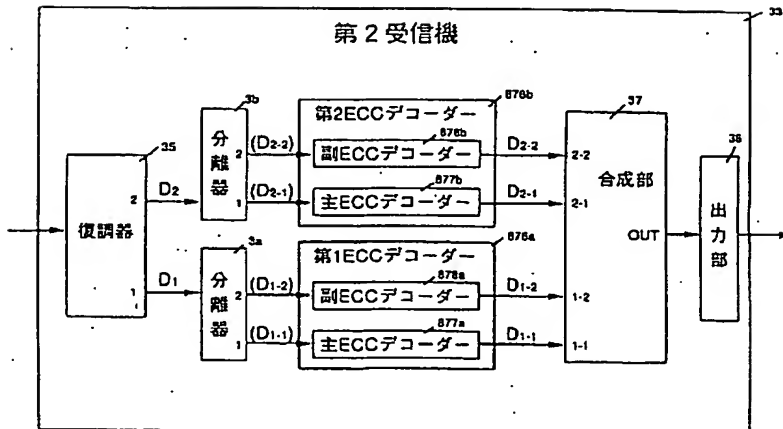 第2受信機
33
35
復調器
2
1
D2
D1
3b
分離器
2
1
(D2-2)
(D2-1)
876b
第2ECCデコーダー
878b
副ECCデコーダー
877b
主ECCデコーダー
D2-2
D2-1
3a
分離器
2
1
(D1-2)
(D1-1)
876a
第1ECCデコーダー
878a
副ECCデコーダー
877a
主ECCデコーダー
D1-2
D1-1
37
合成部
2-2
2-1
OUT
1-2
1-1
36
出力部